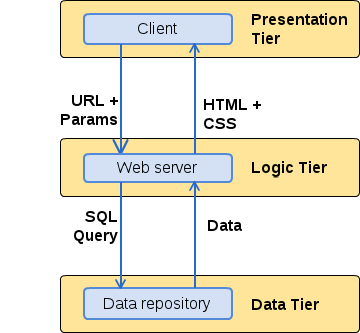 Client
Presentation
Tier
URL +
Params
HTML +
CSS
Web server
Logic Tier
SQL
Query
Data
Data repository
Data Tier